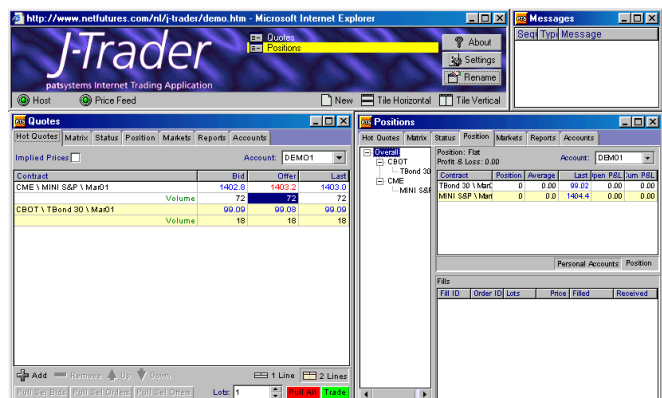 http://www.netfutures.com/nl/j-trader/demo.htm - Microsoft Internet Explorer
J-Trader
patsystems Internet Trading Application
Quotes
Positions
About
Settings
Rename
Host Price Feed New Tile Horizontal Tile Vertical
Messages
Message
Quotes
Hot Quotes Matrix Status Position Markets Reports Accounts
Implied Prices Account: DEMO1
Contract Bid Offer Last
CME \ MINI S&P \ Mar01 1402.8 1403.2 1403.0
Volume 72 72 72
CBOT \ TBond 30 \ Mar01 99.09 99.08 99.09
Volume 18 18 18
Add Remove Up Down 1 Line 2 Lines
Pull Sel Bids Pull Sel Orders Pull Sel Offers Lots: 1 Pull All Trade
Positions
Hot Quotes Matrix Status Position Markets Reports Accounts
Overall
CBOT
TBond 30
CME
MINI S&P
Position: Flat
Profit & Loss: 0.00
Account: DEMO1
Contract Position Average Last Open P&L Cum P&L
TBond 30 \ Mar 0 0.00 99.02 0.00 0.00
MINI S&P \ Mar 0 0.0 1404.4 0.00 0.00
Personal Accounts Position
Fills
Fill ID Order ID Lots Price Filled Received